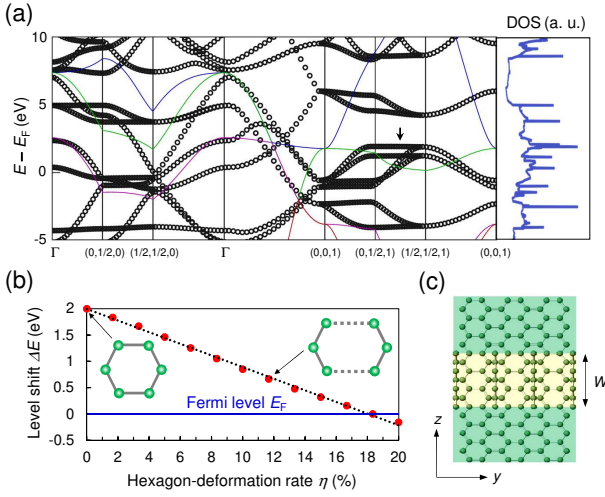 (a)
DOS (a. u.)
10
5
0
-5
E – E_F (eV)
Γ
(0,1/2,0)
(1/2,1/2,0)
Γ
(0,0,1)
(0,1/2,1)
(1/2,1/2,1)
(0,0,1)
(b)
2
1.5
1
0.5
0
-0.5
Level shift ΔE (eV)
Fermi level E_F
0
2
4
6
8
10
12
14
16
18
20
Hexagon-deformation rate η (%)
(c)
W
z
y